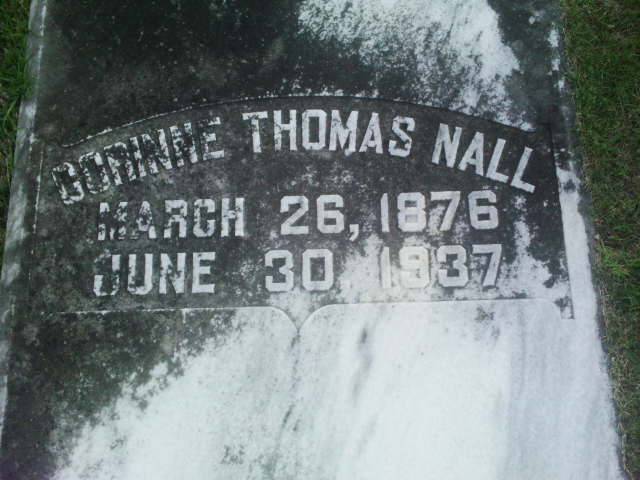 CORINNE THOMAS NALL
MARCH 26, 1876
JUNE 30 1937